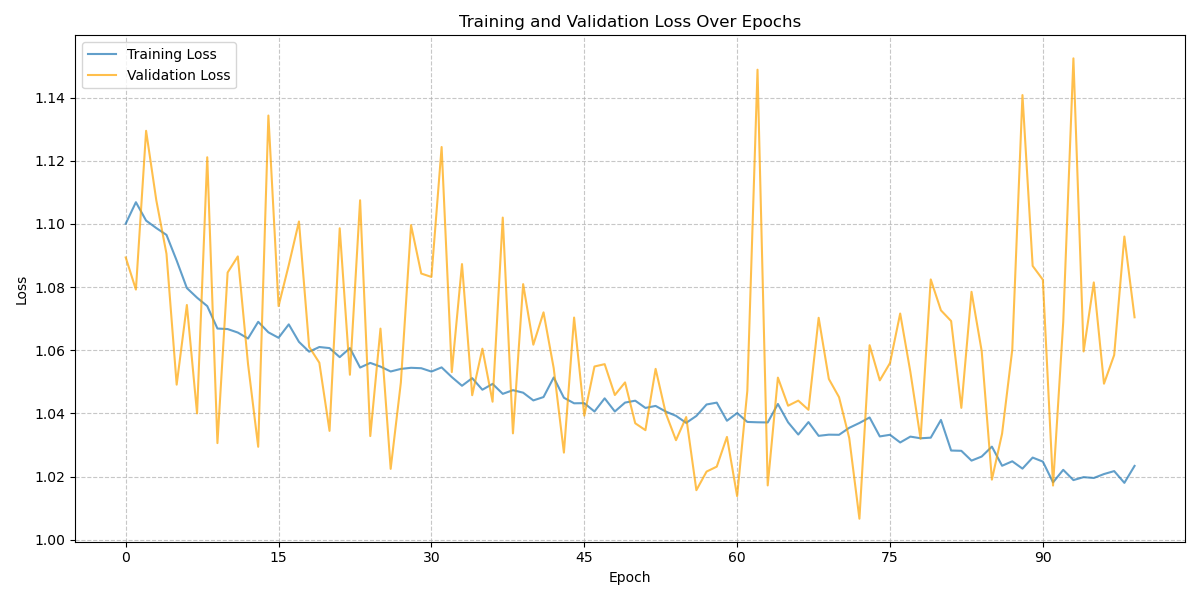 Training and Validation Loss Over Epochs
Training Loss
Validation Loss
Loss
1.14
1.12
1.10
1.08
1.06
1.04
1.02
1.00
0 15 30 45 60 75 90
Epoch